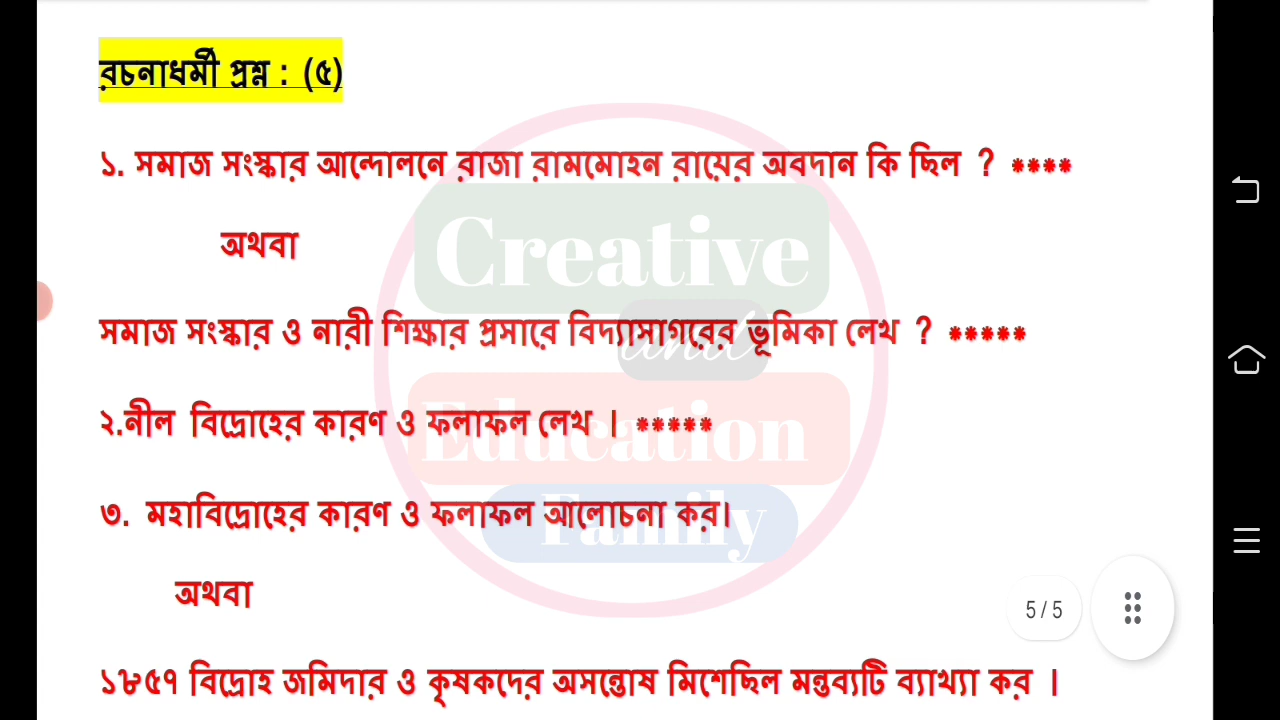 রচনাধর্মী প্রশ্ন : (৫)
১. সমাজ সংস্কার আন্দোলনে রাজা রামমোহন রায়ের অবদান কি ছিল ? ****
অথবা
সমাজ সংস্কার ও নারী শিক্ষার প্রসারে বিদ্যাসাগরের ভূমিকা লেখ ? *****
২.নীল বিদ্রোহের কারণ ও ফলাফল লেখ । *****
৩. মহাবিদ্রোহের কারণ ও ফলাফল আলোচনা কর।
অথবা
১৮৫৭ বিদ্রোহ জমিদার ও কৃষকদের অসন্তোষ মিশেছিল মন্তব্যটি ব্যাখ্যা কর ।
Creative
and
Education
Family
5 / 5